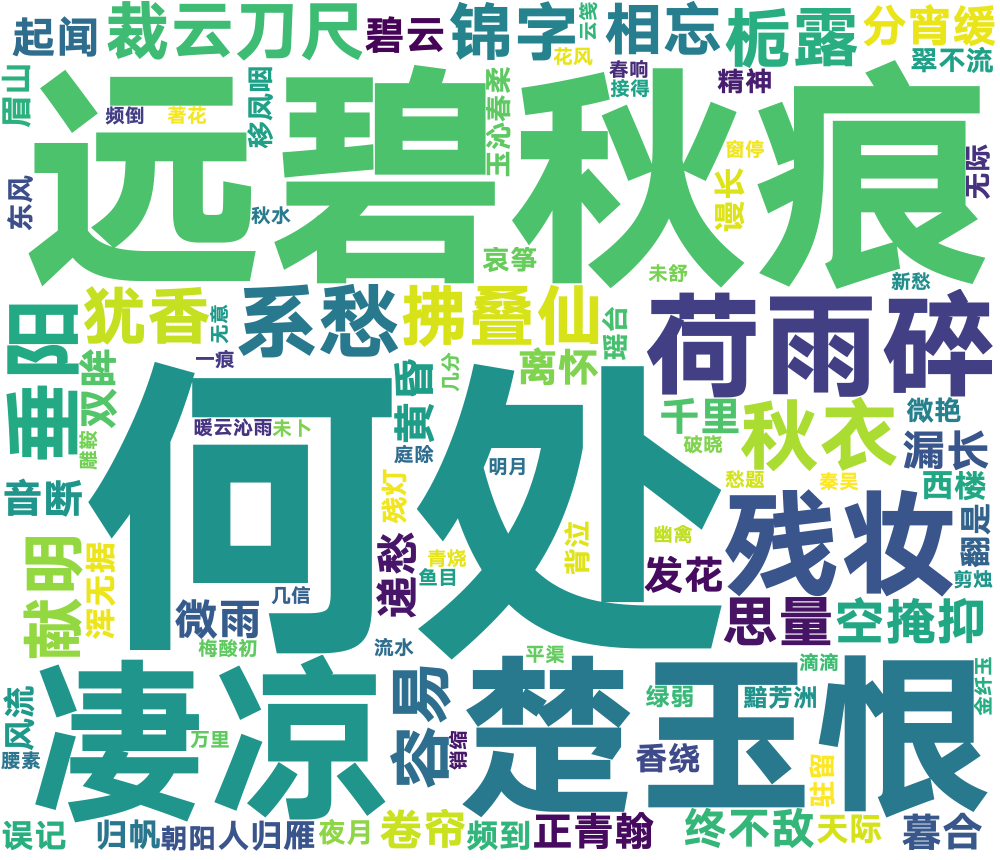 起闻
裁云刀尺
碧云
锦字
云笺
相忘
栀露
分宵缓
花风
翠不流
眉山
远碧秋痕
移凤咽
玉沁春柔
春响
接得
精神
频倒
著花
窗停
无际
东风
秋水
谩长
哀筝
未舒
新愁
垂阳
犹香
无意
系愁
拂叠仙
瑶台
荷雨碎
一痕
双眸
黄昏
几分
离怀
千里
秋衣
微艳
雕鞍
暖云沁雨
未卜
庭除
明月
破晓
漏长
何处
音断
残灯
愁题
秦吴
西楼
残妆
翻是
献明
浑无据
递愁
青烧
鱼目
背泣
幽禽
发花
剪烛
微雨
几信
思量
空掩抑
梅酸初
流水
平渠
滴滴
金纤玉
凄凉
容易
楚玉恨
绿弱
黯芳洲
风流
万里
腰素
销缩
香绕
驻留
误记
归帆
朝阳
人归雁
夜月
卷帘
频到
正青翰
终不敌
天际
暮合